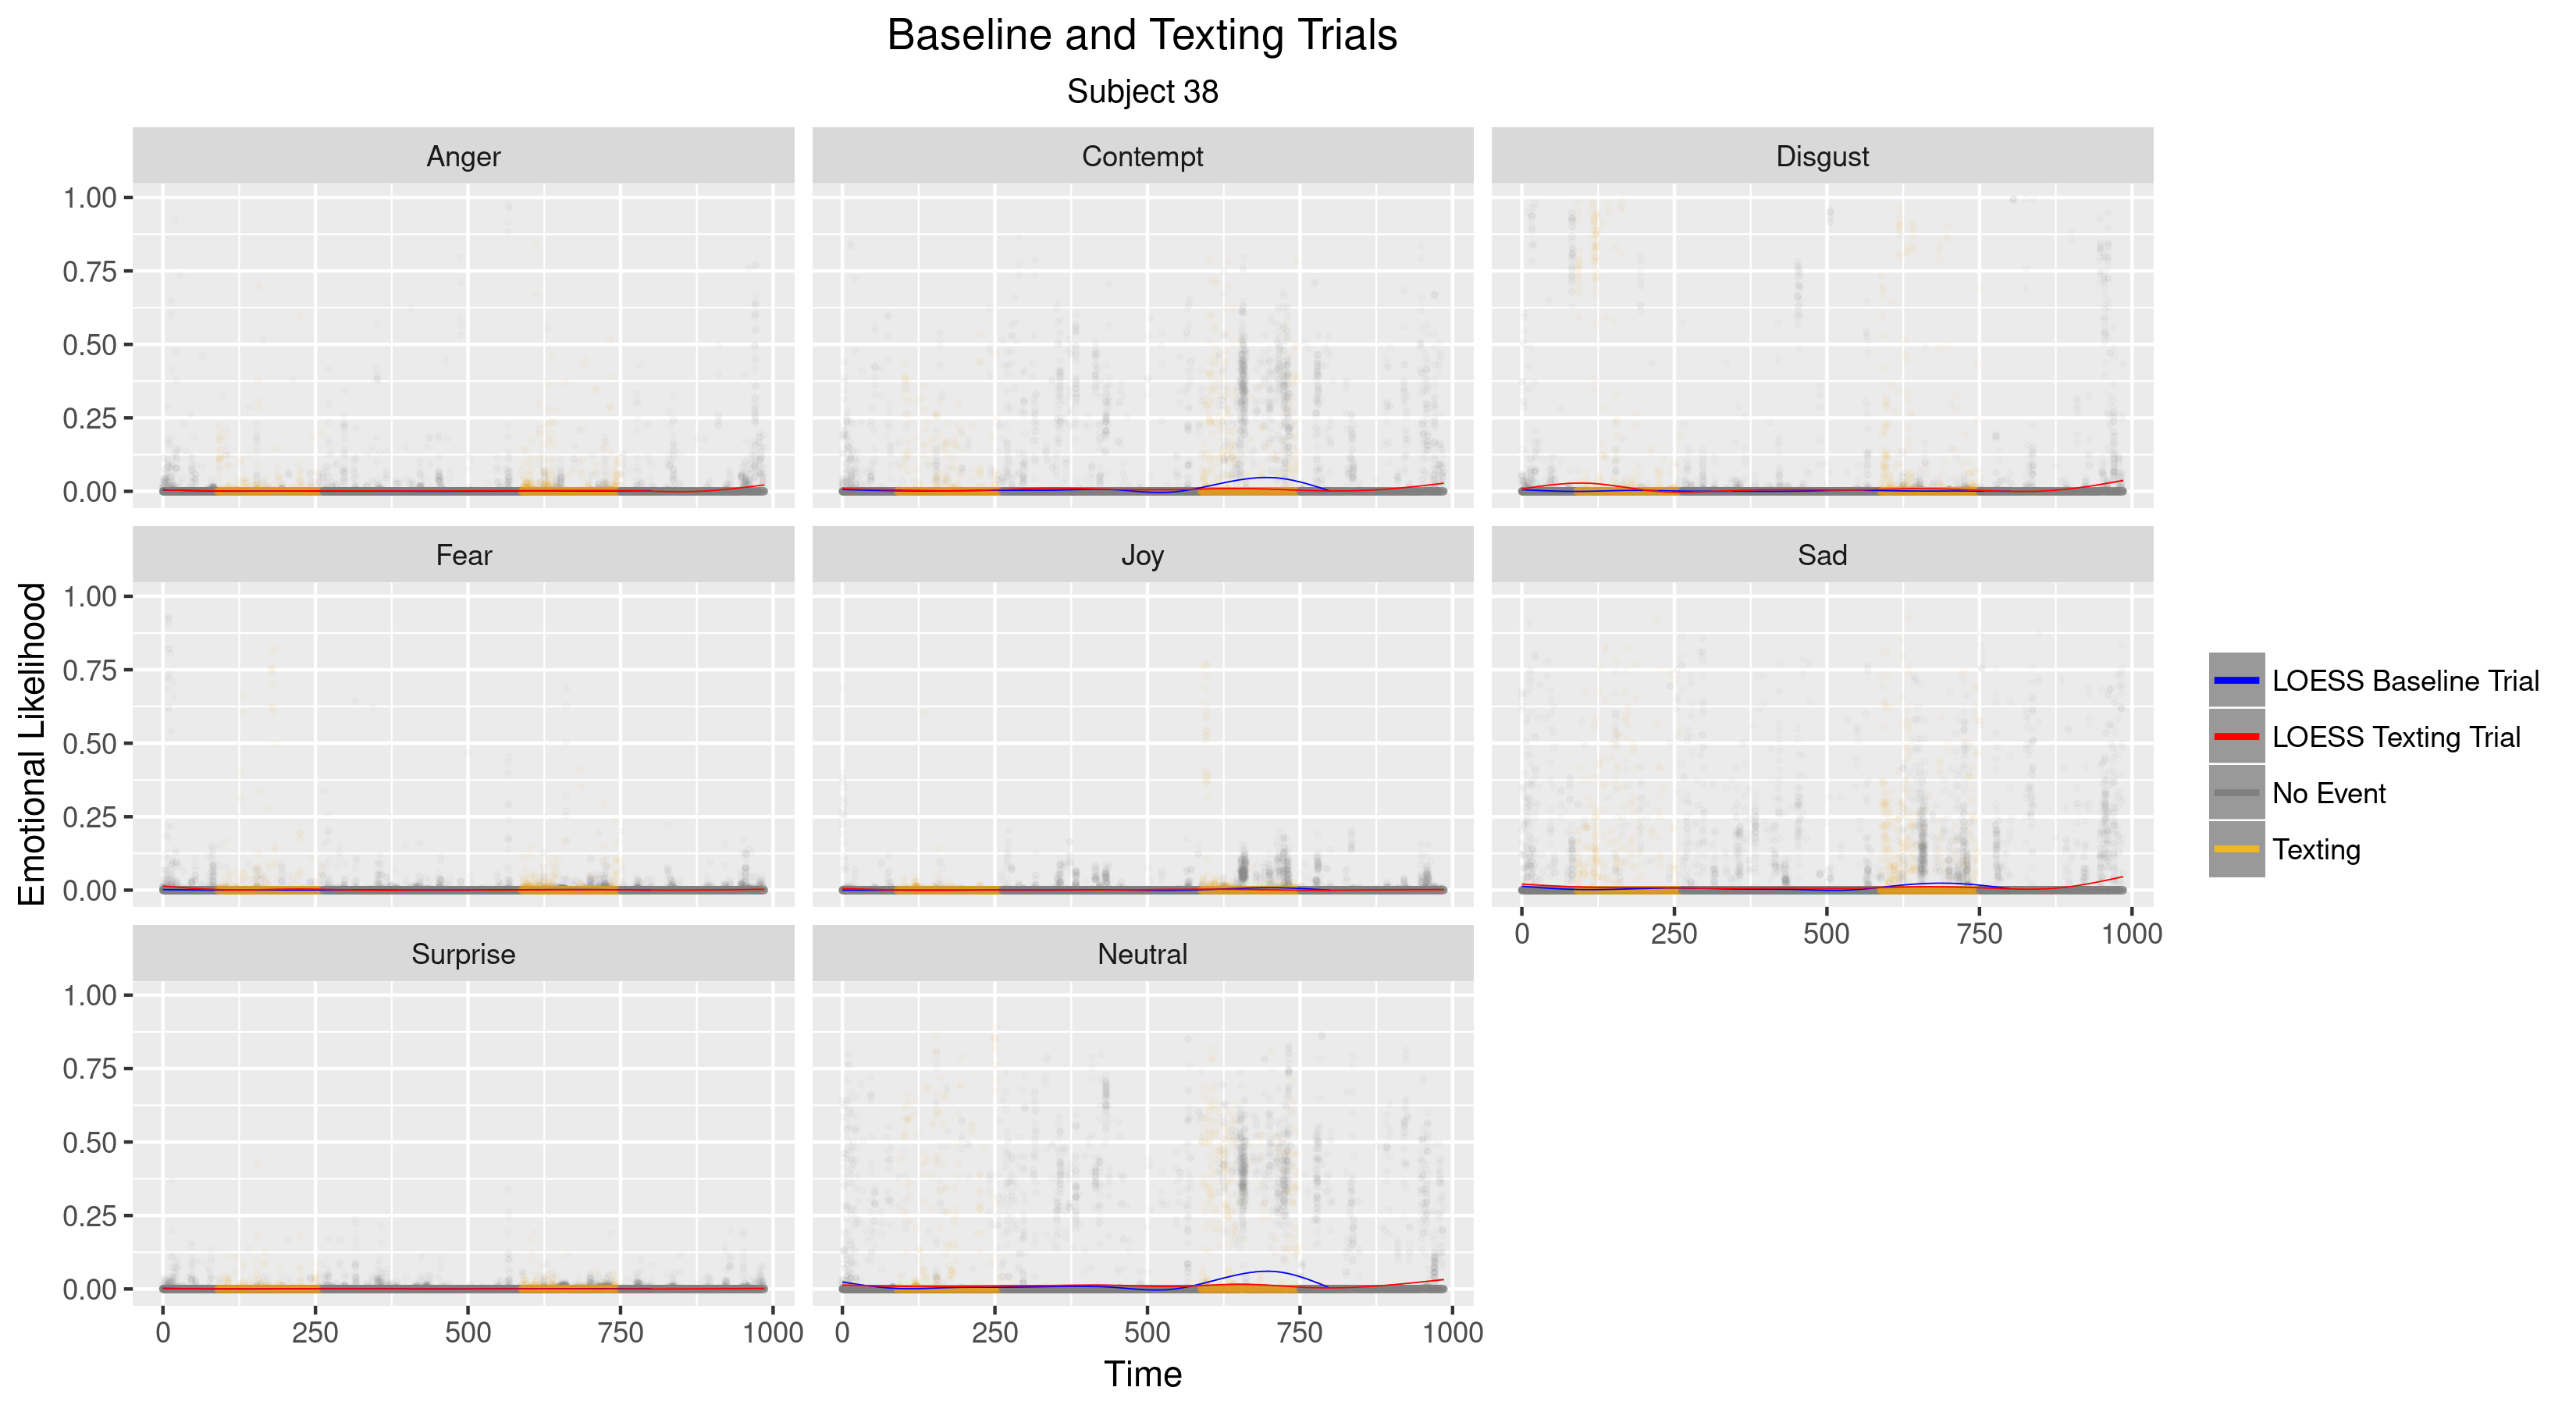 Baseline and Texting Trials
Subject 38
Anger
Contempt
Disgust
1.00
0.75
0.50
0.25
0.00
Fear
Joy
Sad
1.00
0.75
0.50
0.25
0.00
0 250 500 750 1000
Surprise
Neutral
1.00
0.75
0.50
0.25
0.00
0 250 500 750 1000
0 250 500 750 1000
Time
Emotional Likelihood
LOESS Baseline Trial
LOESS Texting Trial
No Event
Texting